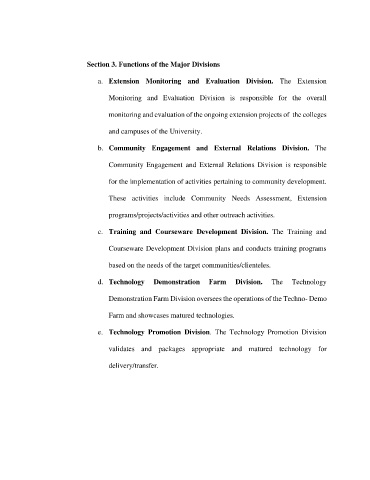 Section 3. Functions of the Major Divisions
a. Extension Monitoring and Evaluation Division. The Extension
Monitoring and Evaluation Division is responsible for the overall
monitoring and evaluation of the ongoing extension projects of the colleges
and campuses of the University.
b. Community Engagement and External Relations Division. The
Community Engagement and External Relations Division is responsible
for the implementation of activities pertaining to community development.
These activities include Community Needs Assessment, Extension
programs/projects/activities and other outreach activities.
c. Training and Courseware Development Division. The Training and
Courseware Development Division plans and conducts training programs
based on the needs of the target communities/clienteles.
d. Technology Demonstration Farm Division. The Technology
Demonstration Farm Division oversees the operations of the Techno- Demo
Farm and showcases matured technologies.
e. Technology Promotion Division. The Technology Promotion Division
validates and packages appropriate and matured technology for
delivery/transfer.